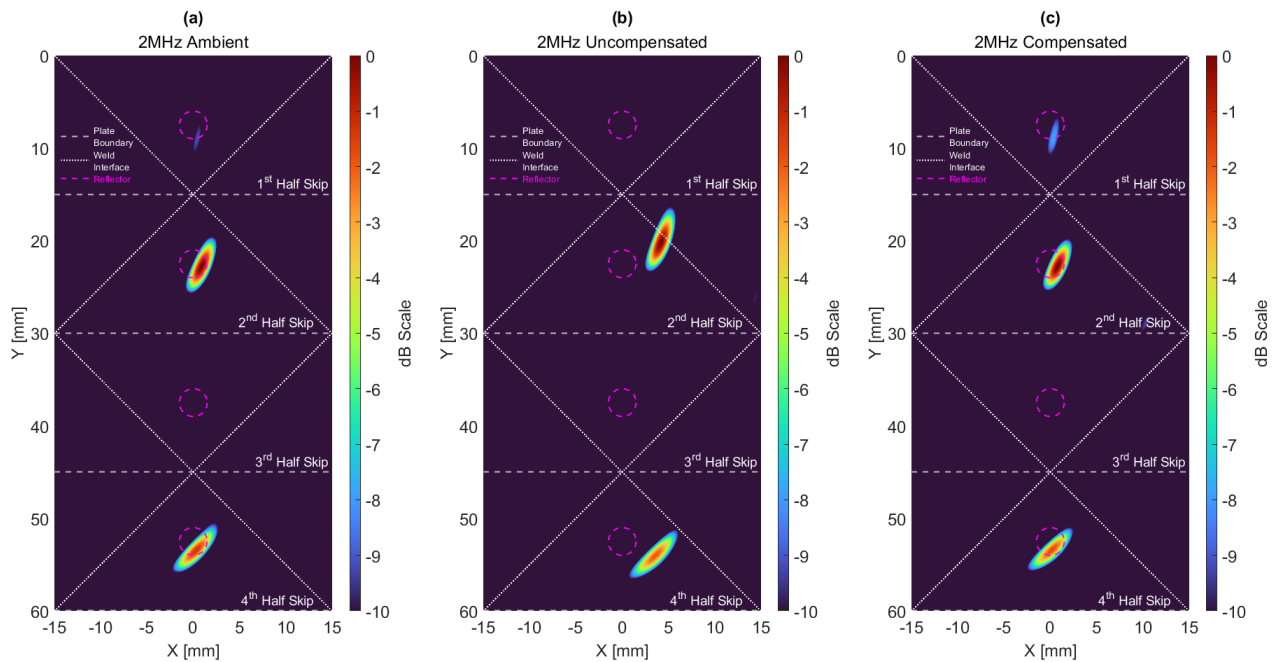 (a)
2MHz Ambient
0
10
20
30
40
50
60
Y [mm]
-15
-10
-5
0
5
10
15
X [mm]
Plate
Boundary
Weld
Interface
Reflector
1st Half Skip
2nd Half Skip
3rd Half Skip
4th Half Skip
0
-1
-2
-3
-4
-5
-6
-7
-8
-9
-10
dB Scale
(b)
2MHz Uncompensated
0
10
20
30
40
50
60
Y [mm]
-15
-10
-5
0
5
10
15
X [mm]
Plate
Boundary
Weld
Interface
Reflector
1st Half Skip
2nd Half Skip
3rd Half Skip
4th Half Skip
0
-1
-2
-3
-4
-5
-6
-7
-8
-9
-10
dB Scale
(c)
2MHz Compensated
0
10
20
30
40
50
60
Y [mm]
-15
-10
-5
0
5
10
15
X [mm]
Plate
Boundary
Weld
Interface
Reflector
1st Half Skip
2nd Half Skip
3rd Half Skip
4th Half Skip
0
-1
-2
-3
-4
-5
-6
-7
-8
-9
-10
dB Scale